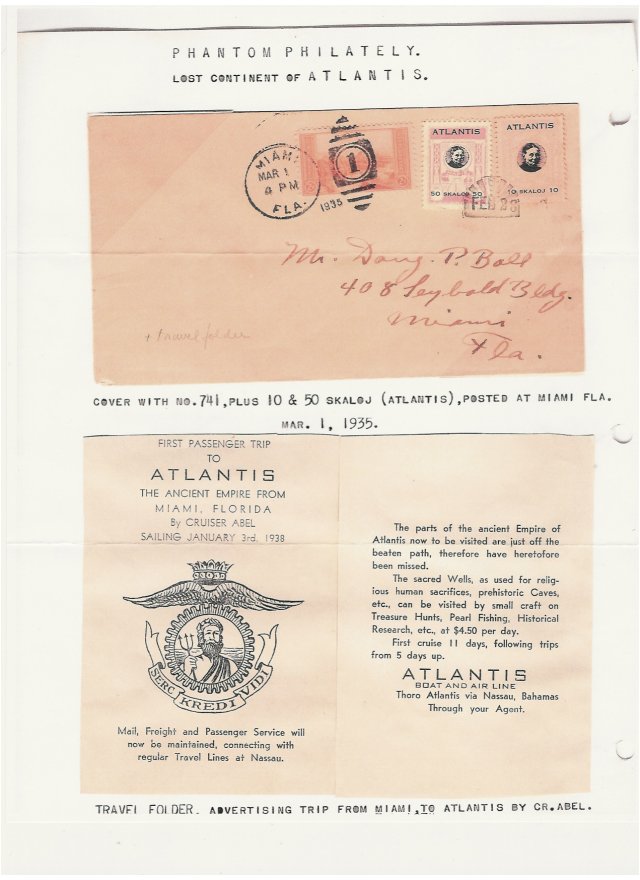 PHANTOM PHILATELY.
LOST CONTINENT OF ATLANTIS.
MIAMI
MAR 1
4 PM
FLA.
1935
1
2 2
ATLANTIS
50 SKALOJ 50
ATLANTIS
10 SKALOJ 10
FEB 28
Mr. Doug. P. Ball
408 Seybold Bldg.
Miami
Fla.
+ travel folder
COVER WITH NO.741,PLUS 10 & 50 SKALOJ (ATLANTIS),POSTED AT MIAMI FLA.
MAR. 1, 1935.
FIRST PASSENGER TRIP
TO
ATLANTIS
THE ANCIENT EMPIRE FROM
MIAMI, FLORIDA
By CRUISER ABEL
SAILING JANUARY 3rd. 1938
SERC KREDI VIDI
Mail, Freight and Passenger Service will
now be maintained, connecting with
regular Travel Lines at Nassau.
The parts of the ancient Empire of
Atlantis now to be visited are just off the
beaten path, therefore have heretofore
been missed.
The sacred Wells, as used for relig-
ious human sacrifices, prehistoric Caves,
etc., can be visited by small craft on
Treasure Hunts, Pearl Fishing, Historical
Research, etc., at $4.50 per day.
First cruise 11 days, following trips
from 5 days up.
ATLANTIS
BOAT AND AIR LINE
Thoro Atlantis via Nassau, Bahamas
Through your Agent.
TRAVEL FOLDER. ADVERTISING TRIP FROM MIAMI,TO ATLANTIS BY CR.ABEL.